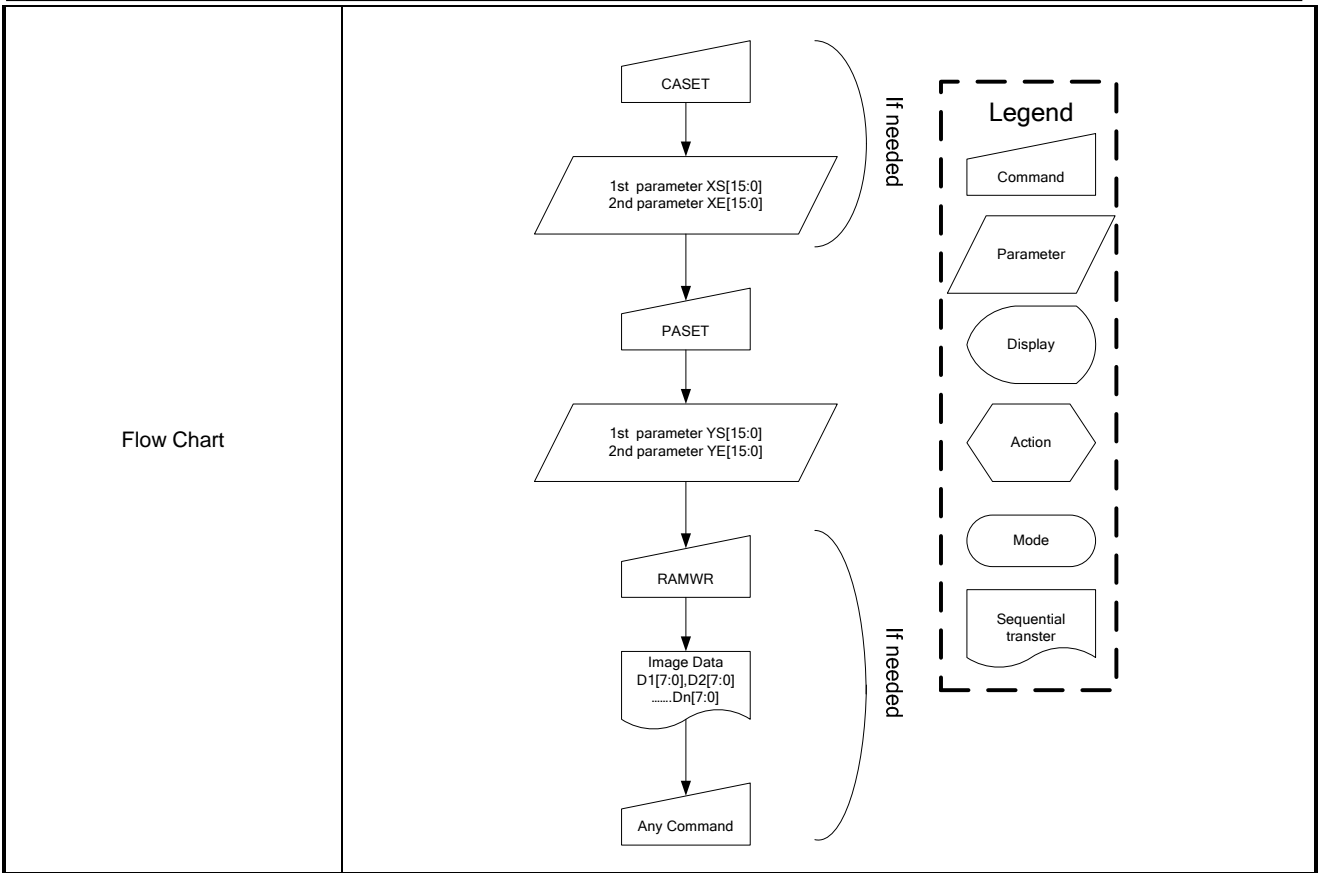 Flow Chart
CASET
1st parameter XS[15:0]
2nd parameter XE[15:0]
If needed
PASET
1st parameter YS[15:0]
2nd parameter YE[15:0]
RAMWR
Image Data
D1[7:0],D2[7:0]
.......Dn[7:0]
Any Command
If needed
Legend
Command
Parameter
Display
Action
Mode
Sequential
transter